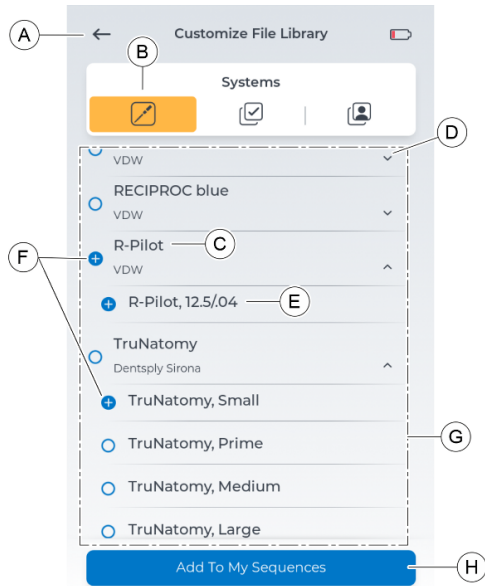 A
Customize File Library
B
Systems
D
VDW
RECIPROC blue
VDW
R-Pilot
C
F
VDW
R-Pilot, 12.5/.04
E
TruNatomy
Dentsply Sirona
TruNatomy, Small
G
TruNatomy, Prime
TruNatomy, Medium
TruNatomy, Large
Add To My Sequences
H